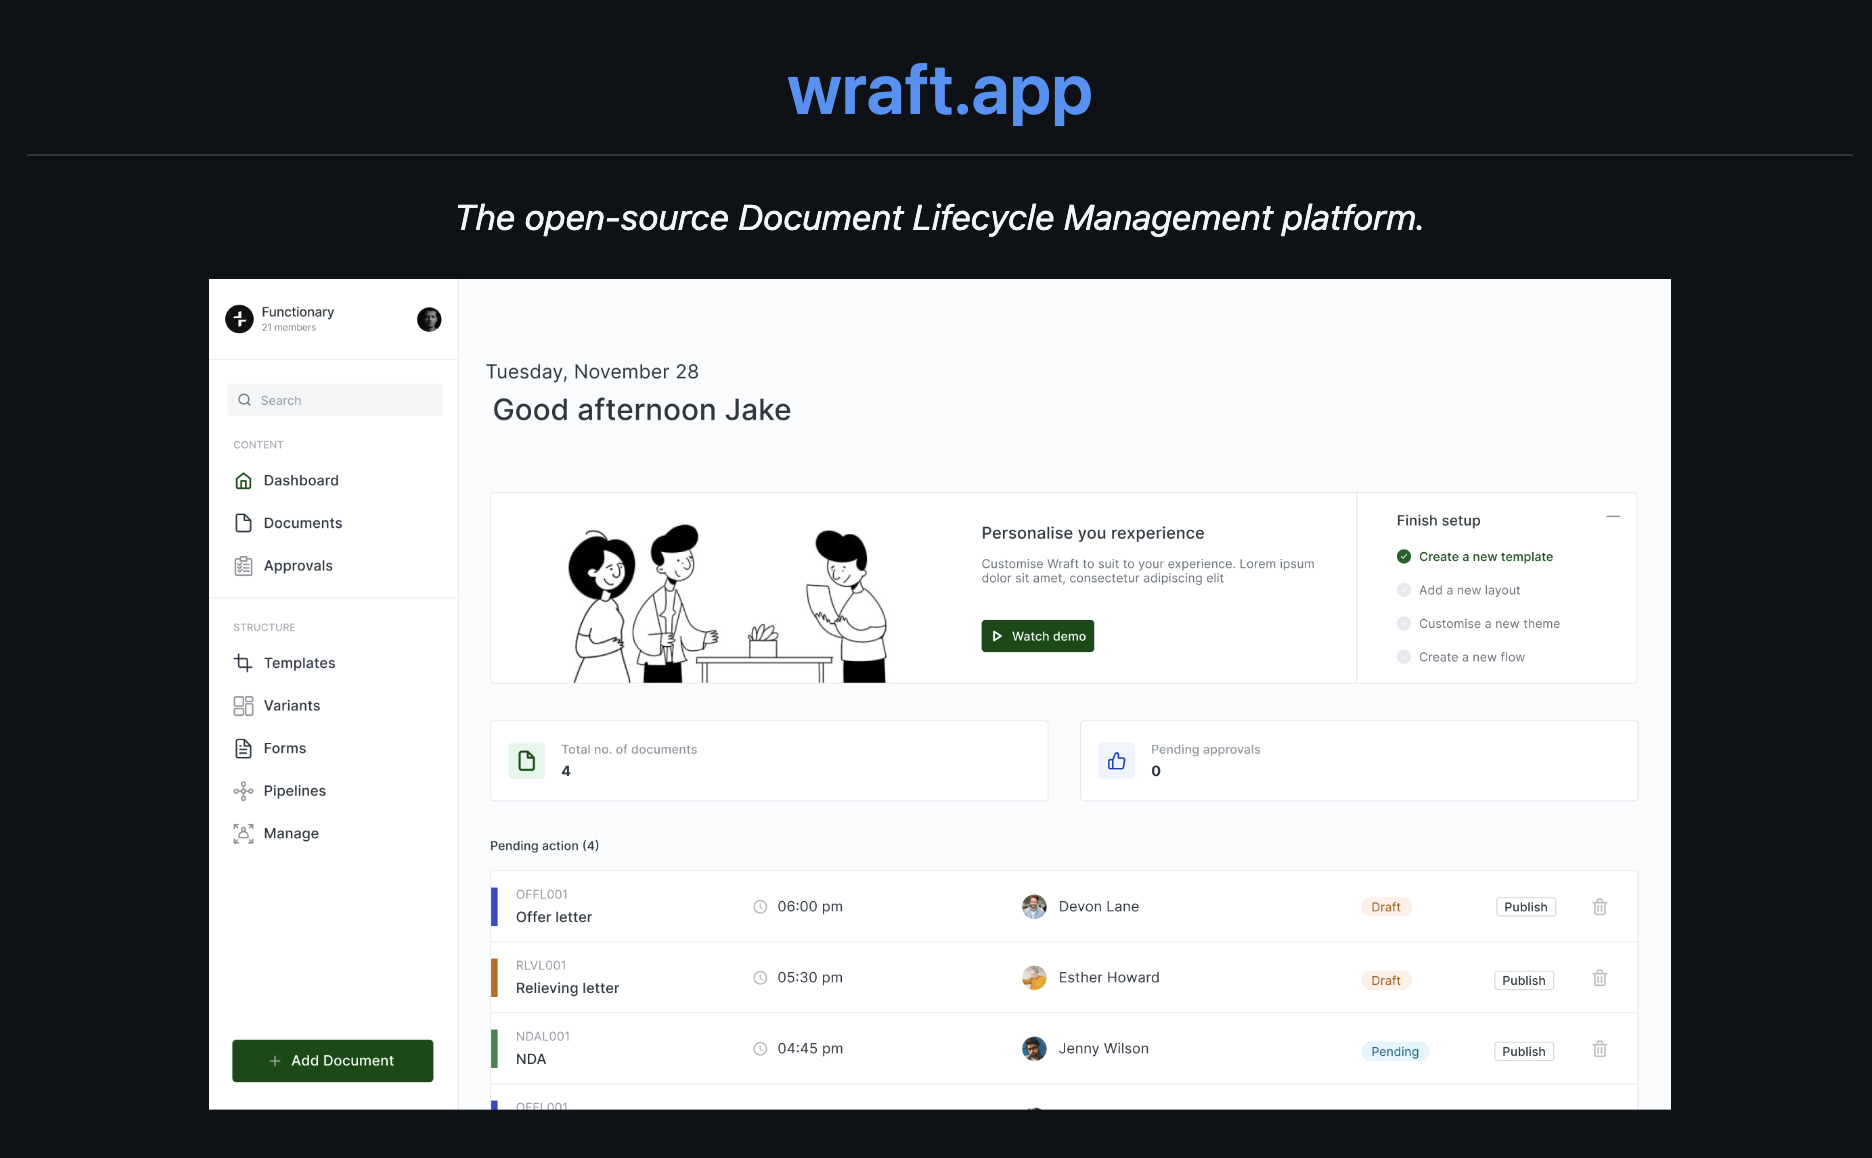 wraft.app
The open-source Document Lifecycle Management platform.
Functionary
21 members
Search
CONTENT
Dashboard
Documents
Approvals
STRUCTURE
Templates
Variants
Forms
Pipelines
Manage
Add Document
Tuesday, November 28
Good afternoon Jake
Personalise you rexperience
Customise Wraft to suit to your experience. Lorem ipsum
dolor sit amet, consectetur adipiscing elit
Watch demo
Finish setup
Create a new template
Add a new layout
Customise a new theme
Create a new flow
Total no. of documents
4
Pending approvals
0
Pending action (4)
OFFL001
Offer letter
06:00 pm
Devon Lane
Draft
Publish
RLVL001
Relieving letter
05:30 pm
Esther Howard
Draft
Publish
NDAL001
NDA
04:45 pm
Jenny Wilson
Pending
Publish
OFFL001